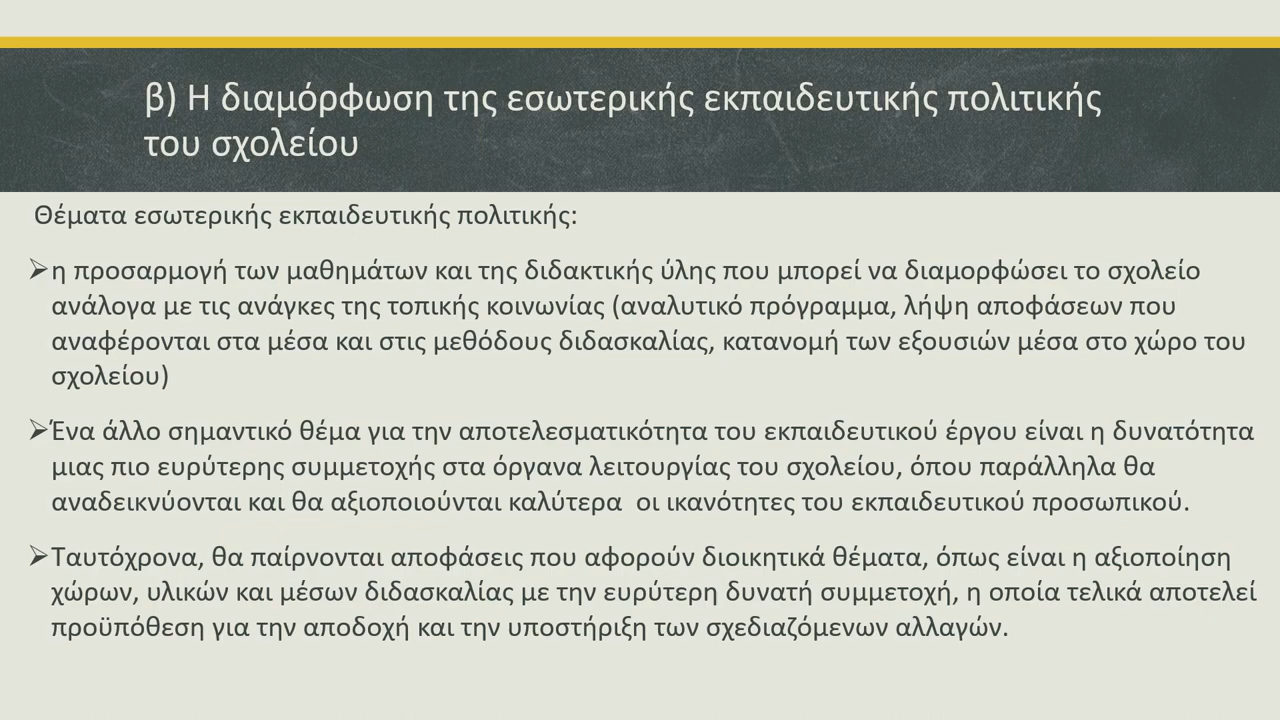 β) Η διαμόρφωση της εσωτερικής εκπαιδευτικής πολιτικής
του σχολείου
Θέματα εσωτερικής εκπαιδευτικής πολιτικής:
➢η προσαρμογή των μαθημάτων και της διδακτικής ύλης που μπορεί να διαμορφώσει το σχολείο
ανάλογα με τις ανάγκες της τοπικής κοινωνίας (αναλυτικό πρόγραμμα, λήψη αποφάσεων που
αναφέρονται στα μέσα και στις μεθόδους διδασκαλίας, κατανομή των εξουσιών μέσα στο χώρο του
σχολείου)
➢Ένα άλλο σημαντικό θέμα για την αποτελεσματικότητα του εκπαιδευτικού έργου είναι η δυνατότητα
μιας πιο ευρύτερης συμμετοχής στα όργανα λειτουργίας του σχολείου, όπου παράλληλα θα
αναδεικνύονται και θα αξιοποιούνται καλύτερα  οι ικανότητες του εκπαιδευτικού προσωπικού.
➢Ταυτόχρονα, θα παίρνονται αποφάσεις που αφορούν διοικητικά θέματα, όπως είναι η αξιοποίηση
χώρων, υλικών και μέσων διδασκαλίας με την ευρύτερη δυνατή συμμετοχή, η οποία τελικά αποτελεί
προϋπόθεση για την αποδοχή και την υποστήριξη των σχεδιαζόμενων αλλαγών.